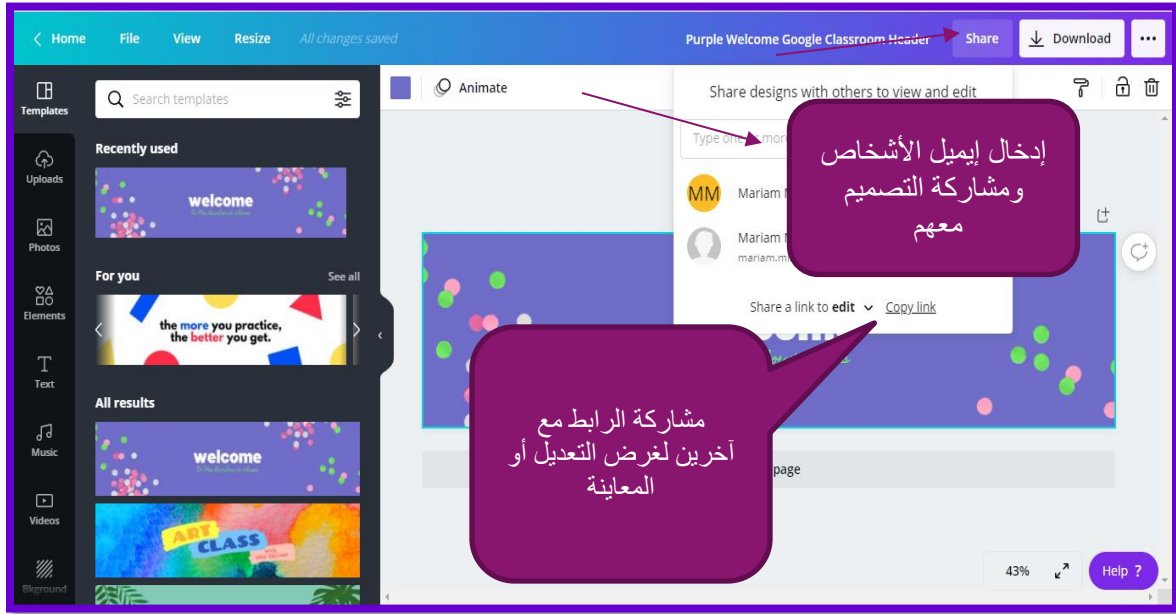 Home File View Resize All changes saved Purple Welcome Google Classroom Header Share Download
Templates
Uploads
Photos
Elements
Text
Music
Videos
Bkground
Search templates
Recently used
welcome
For you See all
the more you practice,
the better you get.
All results
welcome
ART
CLASS
Animate
Share designs with others to view and edit
Type one or more
Mariam
Mariam
Share a link to edit Copy link
إدخال إيميل الأشخاص
ومشاركة التصميم
معهم
مشاركة الرابط مع
آخرين لغرض التعديل أو
المعاينة
page
43% Help ?